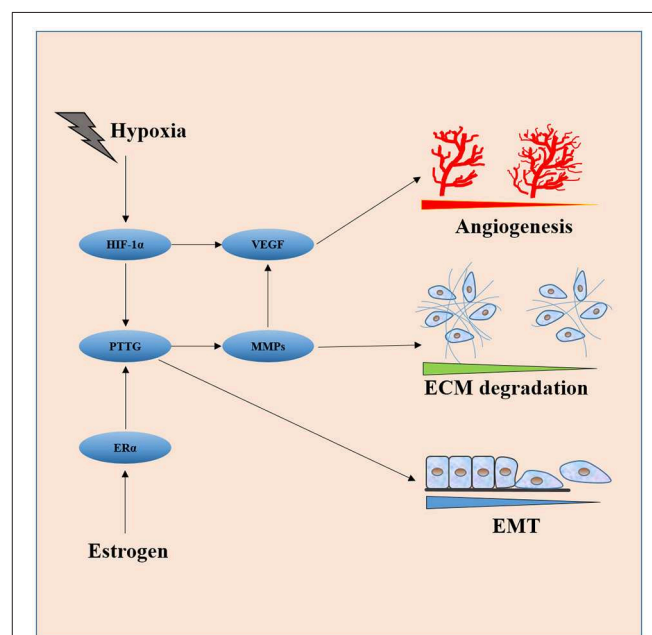 Hypoxia
HIF-1α
VEGF
Angiogenesis
PTTG
MMPs
ECM degradation
ERα
EMT
Estrogen